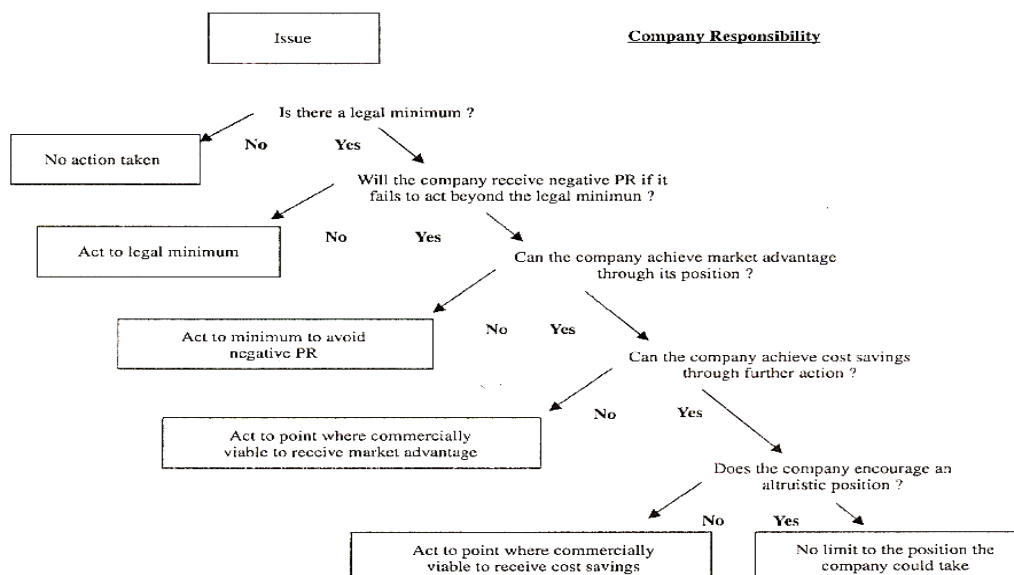 Issue
Company Responsibility
Is there a legal minimum ?
No
Yes
No action taken
Will the company receive negative PR if it
fails to act beyond the legal minimun ?
No
Yes
Act to legal minimum
Can the company achieve market advantage
through its position ?
No
Yes
Act to minimum to avoid
negative PR
Can the company achieve cost savings
through further action ?
No
Yes
Act to point where commercially
viable to receive market advantage
Does the company encourage an
altruistic position ?
No
Yes
Act to point where commercially
viable to receive cost savings
No limit to the position the
company could take